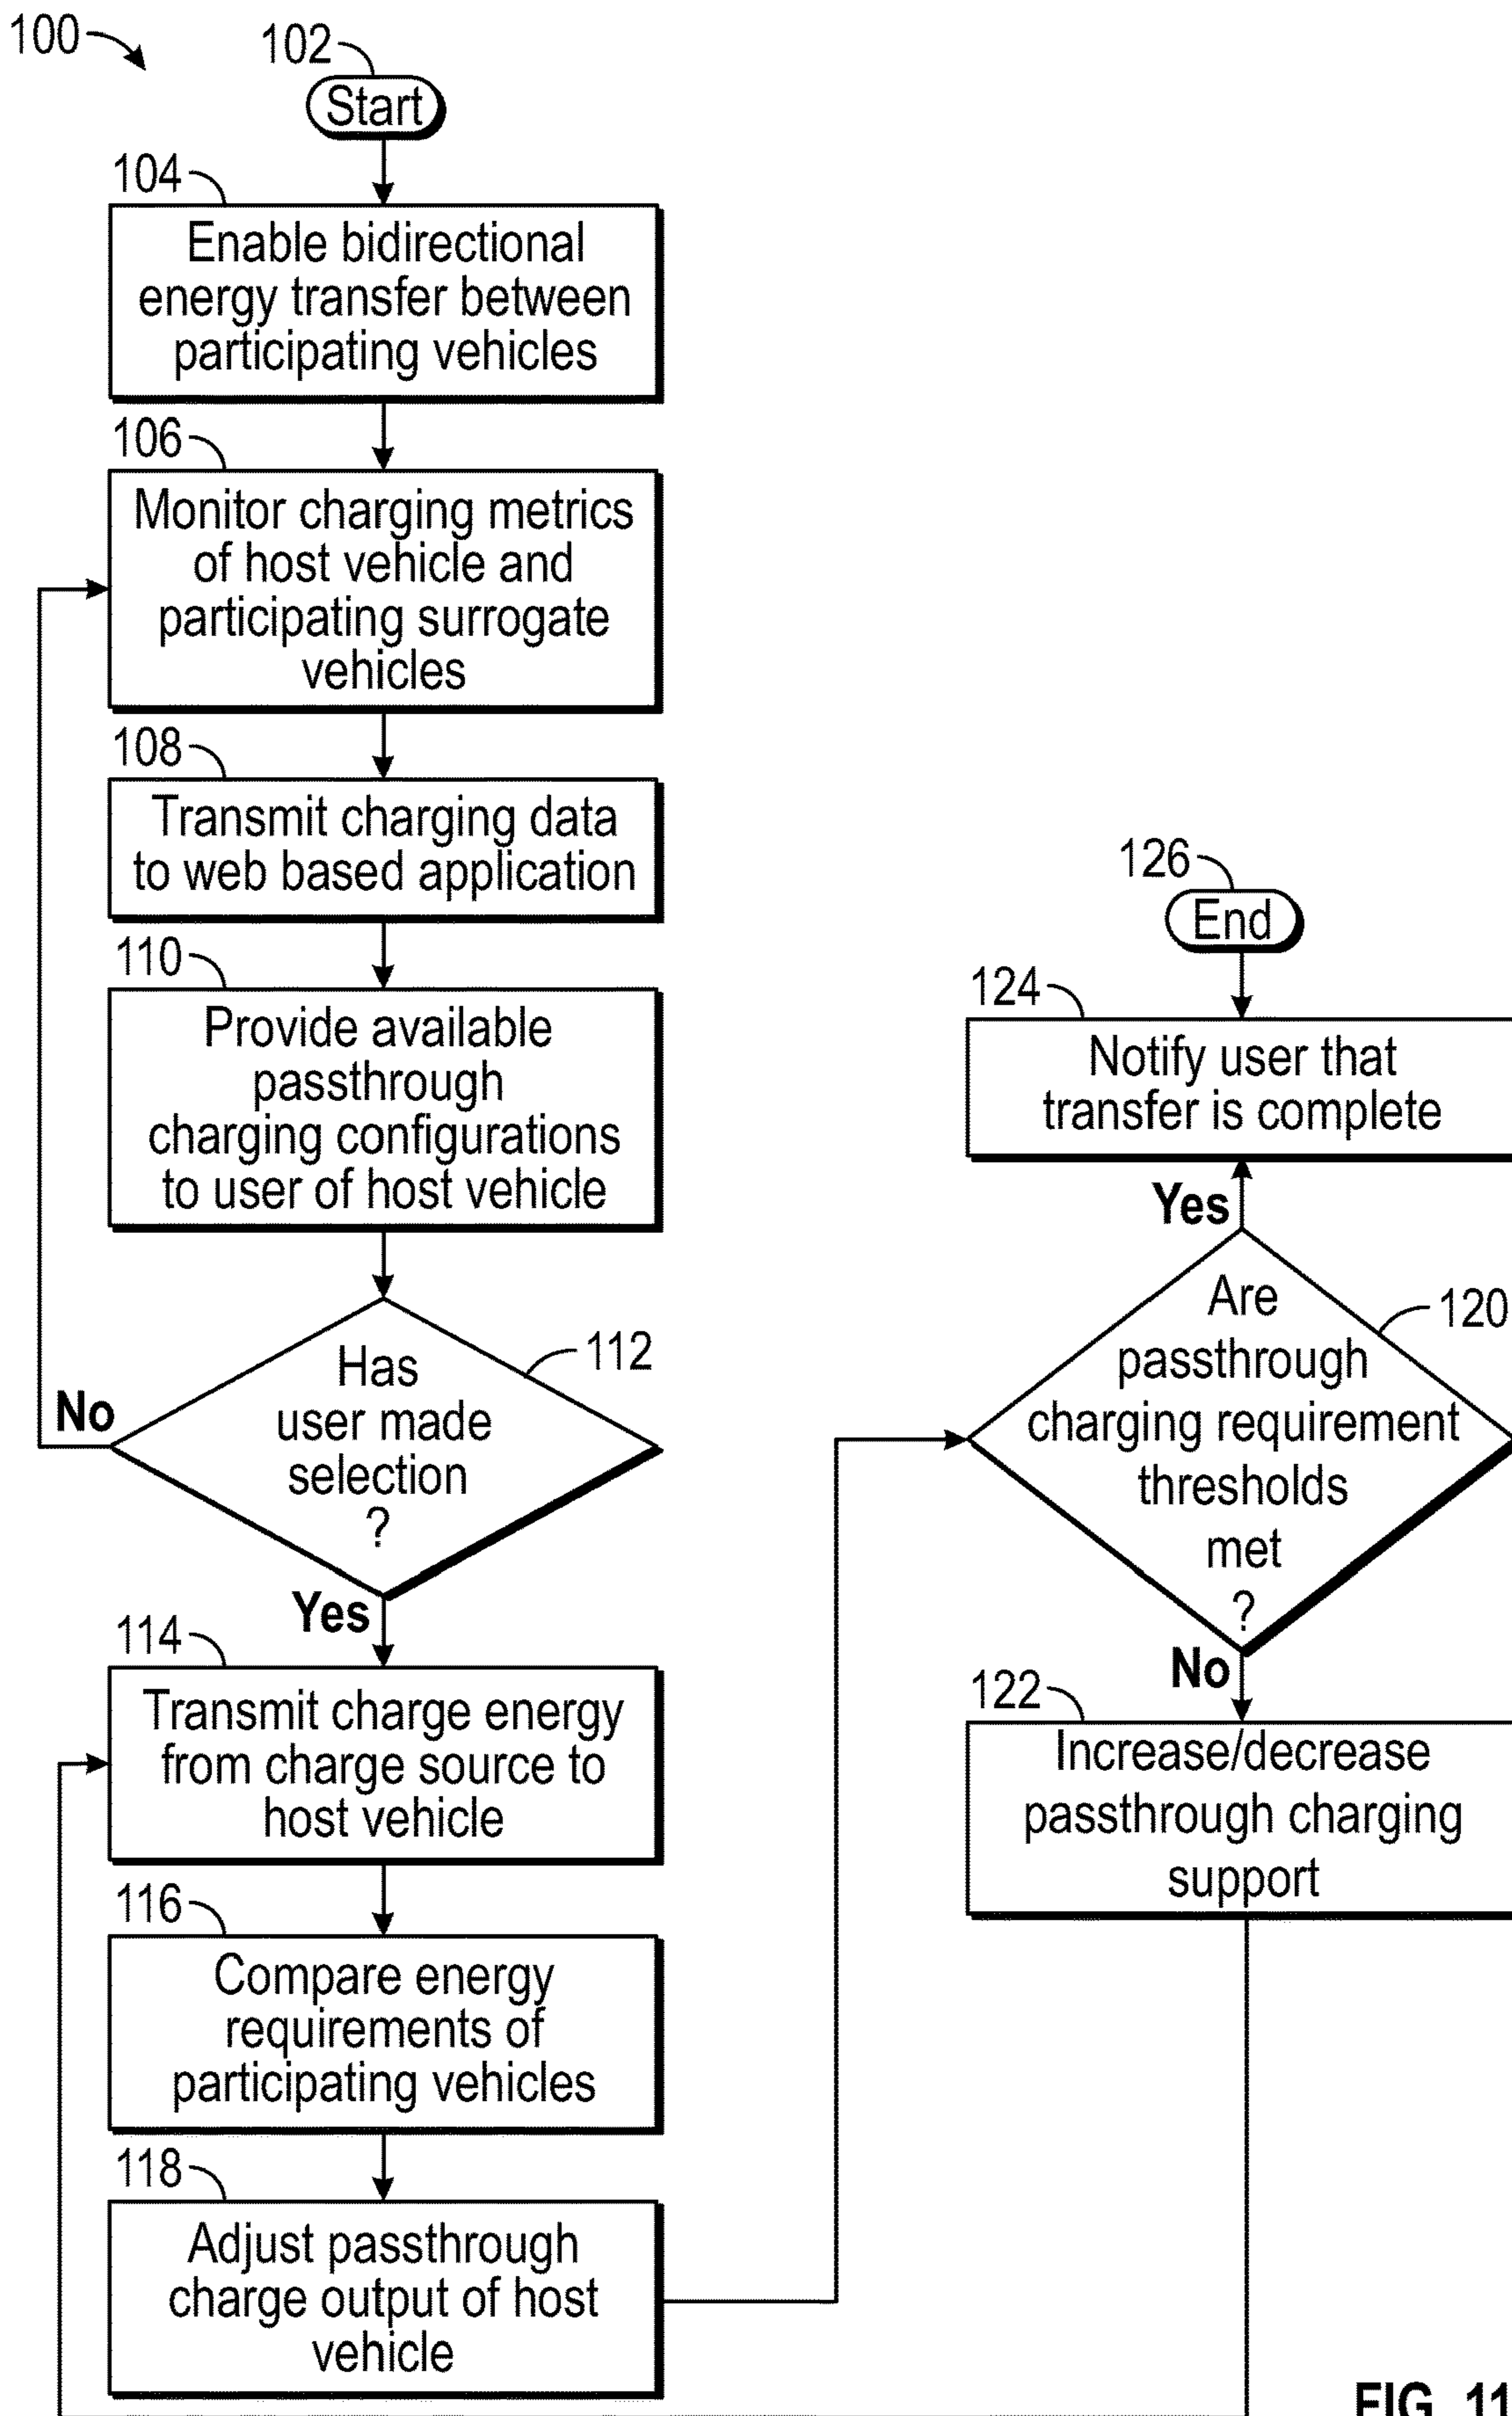 100
102
Start
104
Enable bidirectional
energy transfer between
participating vehicles
106
Monitor charging metrics
of host vehicle and
participating surrogate
vehicles
108
Transmit charging data
to web based application
110
Provide available
passthrough
charging configurations
to user of host vehicle
112
Has
user made
selection
?
No
Yes
114
Transmit charge energy
from charge source to
host vehicle
116
Compare energy
requirements of
participating vehicles
118
Adjust passthrough
charge output of host
vehicle
126
End
124
Notify user that
transfer is complete
Yes
120
Are
passthrough
charging requirement
thresholds
met
?
No
122
Increase/decrease
passthrough charging
support
FIG. 11